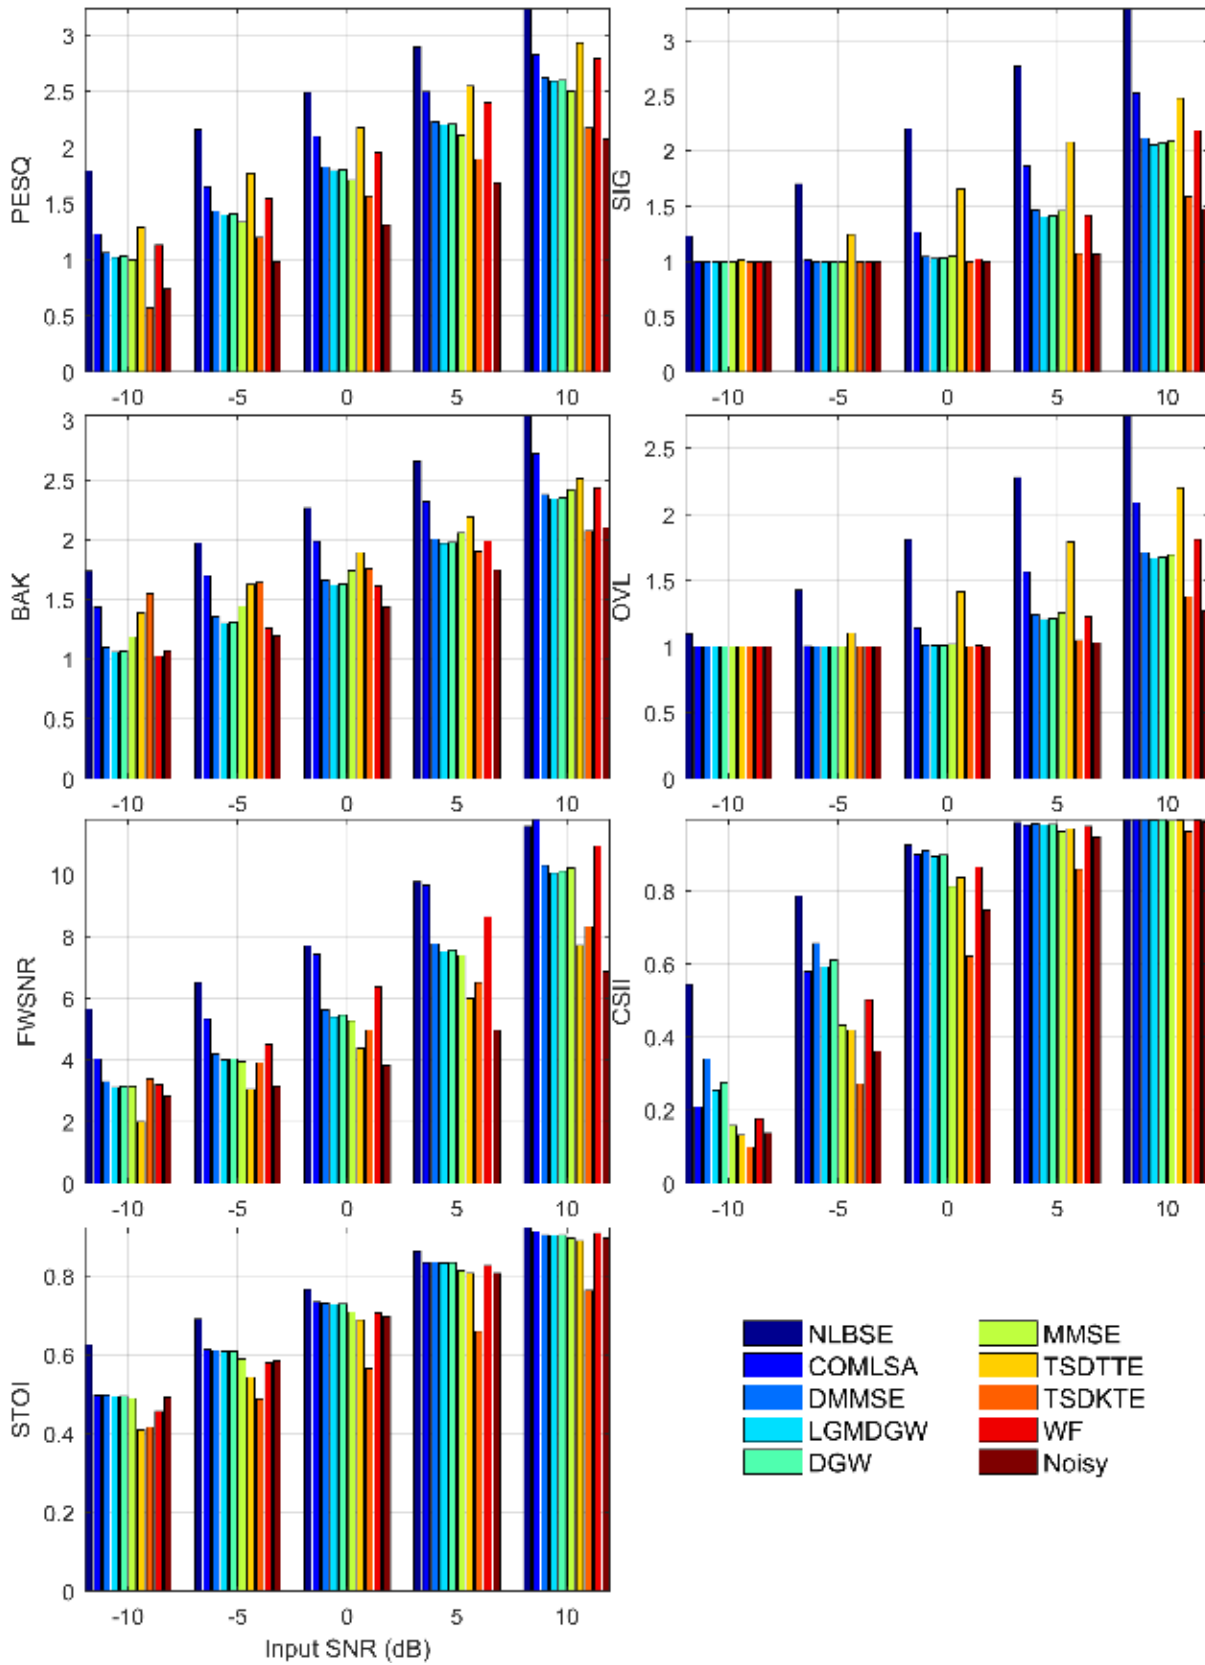 PESQ
3
2.5
2
1.5
1
0.5
0
-10 -5 0 5 10
SIG
3
2.5
2
1.5
1
0.5
0
-10 -5 0 5 10
BAK
3
2.5
2
1.5
1
0.5
0
-10 -5 0 5 10
OVL
2.5
2
1.5
1
0.5
0
-10 -5 0 5 10
FWSNR
10
8
6
4
2
0
-10 -5 0 5 10
CSII
0.8
0.6
0.4
0.2
0
-10 -5 0 5 10
STOI
0.8
0.6
0.4
0.2
0
-10 -5 0 5 10
Input SNR (dB)
NLBSE
COMLSA
DMMSE
LGMDGW
DGW
MMSE
TSDTTE
TSDKTE
WF
Noisy